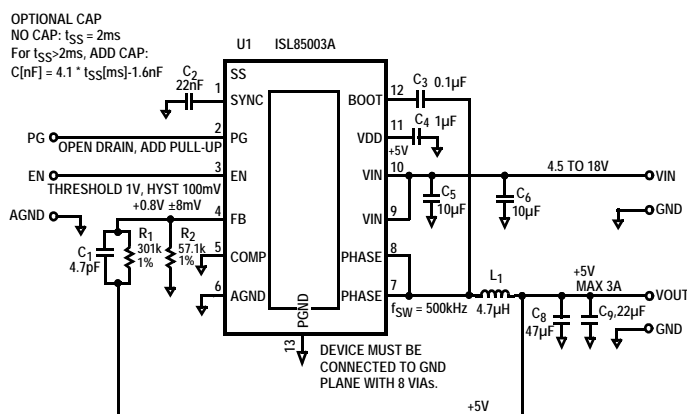 OPTIONAL CAP
NO CAP: tSS = 2ms
For tSS>2ms, ADD CAP:
C[nF] = 4.1 * tSS[ms]-1.6nF
U1 ISL85003A
C2
22nF
1
SS
SYNC
BOOT
12
C3 0.1µF
PG
2
OPEN DRAIN, ADD PULL-UP
PG
VDD
11
C4 1µF
+5V
EN
3
THRESHOLD 1V, HYST 100mV
EN
VIN
10
4.5 TO 18V
VIN
C5
10µF
C6
10µF
GND
AGND
+0.8V ±8mV
4
FB
VIN
9
C1
4.7pF
R1
301k
1%
R2
57.1k
1%
5
COMP
PHASE
8
6
AGND
PHASE
7
fSW = 500kHz
L1
4.7µH
+5V
MAX 3A
VOUT
C8
47µF
C9,22µF
GND
PGND
13
DEVICE MUST BE
CONNECTED TO GND
PLANE WITH 8 VIAs.
+5V